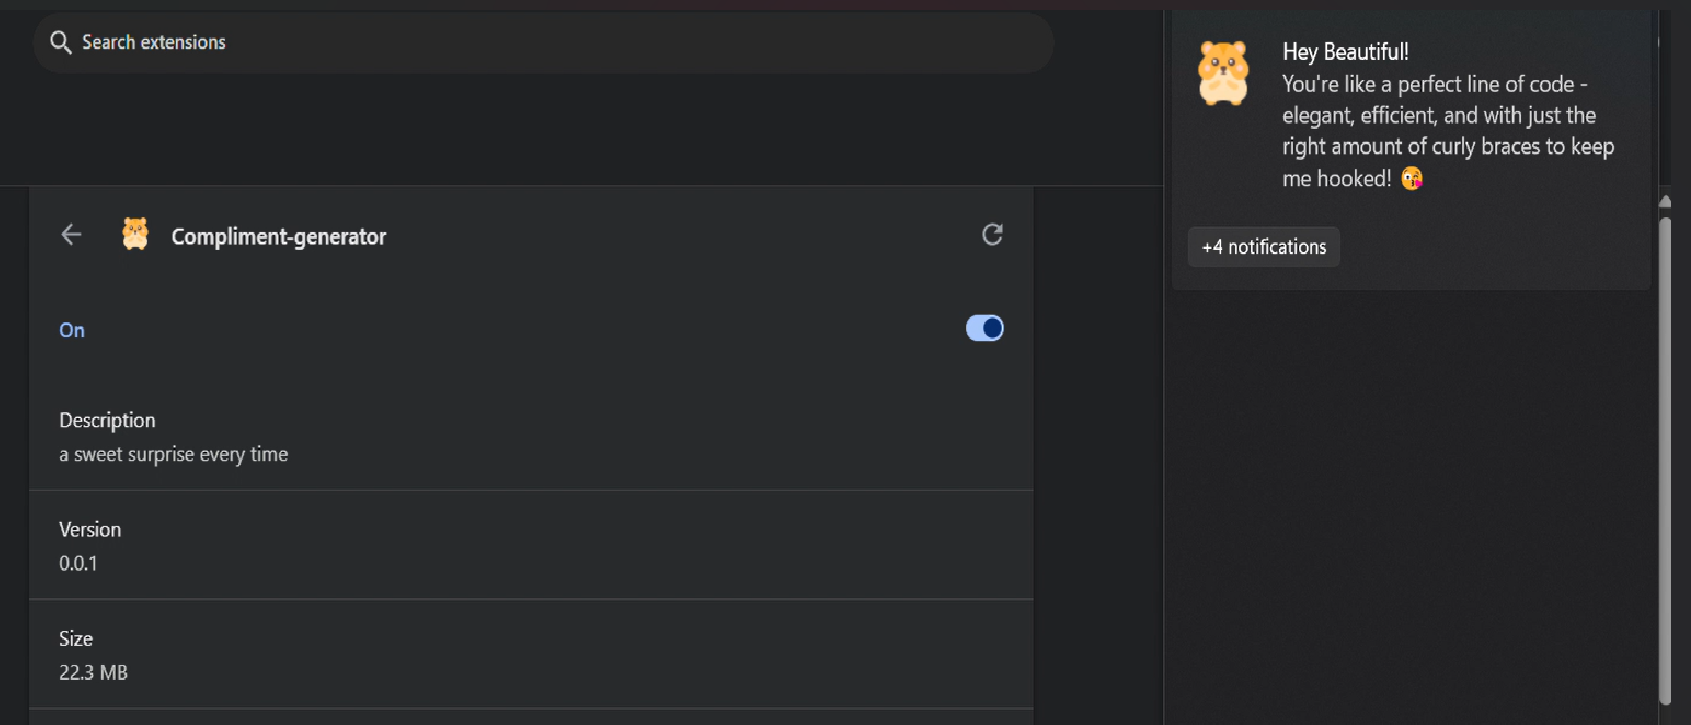 Search extensions
Compliment-generator
On
Description
a sweet surprise every time
Version
0.0.1
Size
22.3 MB
Hey Beautiful!
You're like a perfect line of code -
elegant, efficient, and with just the
right amount of curly braces to keep
me hooked! 😘
+4 notifications